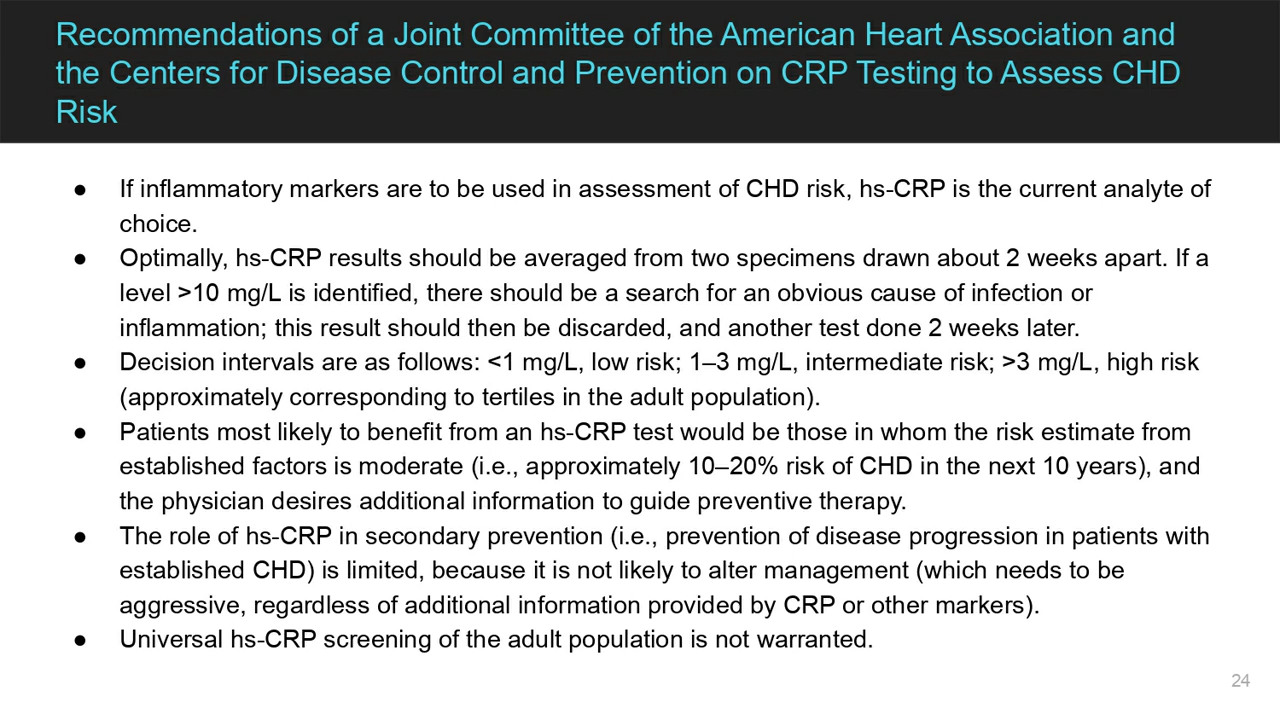 Recommendations of a Joint Committee of the American Heart Association and
the Centers for Disease Control and Prevention on CRP Testing to Assess CHD
Risk
● If inflammatory markers are to be used in assessment of CHD risk, hs-CRP is the current analyte of
choice.
● Optimally, hs-CRP results should be averaged from two specimens drawn about 2 weeks apart. If a
level >10 mg/L is identified, there should be a search for an obvious cause of infection or
inflammation; this result should then be discarded, and another test done 2 weeks later.
● Decision intervals are as follows: <1 mg/L, low risk; 1–3 mg/L, intermediate risk; >3 mg/L, high risk
(approximately corresponding to tertiles in the adult population).
● Patients most likely to benefit from an hs-CRP test would be those in whom the risk estimate from
established factors is moderate (i.e., approximately 10–20% risk of CHD in the next 10 years), and
the physician desires additional information to guide preventive therapy.
● The role of hs-CRP in secondary prevention (i.e., prevention of disease progression in patients with
established CHD) is limited, because it is not likely to alter management (which needs to be
aggressive, regardless of additional information provided by CRP or other markers).
● Universal hs-CRP screening of the adult population is not warranted.
24